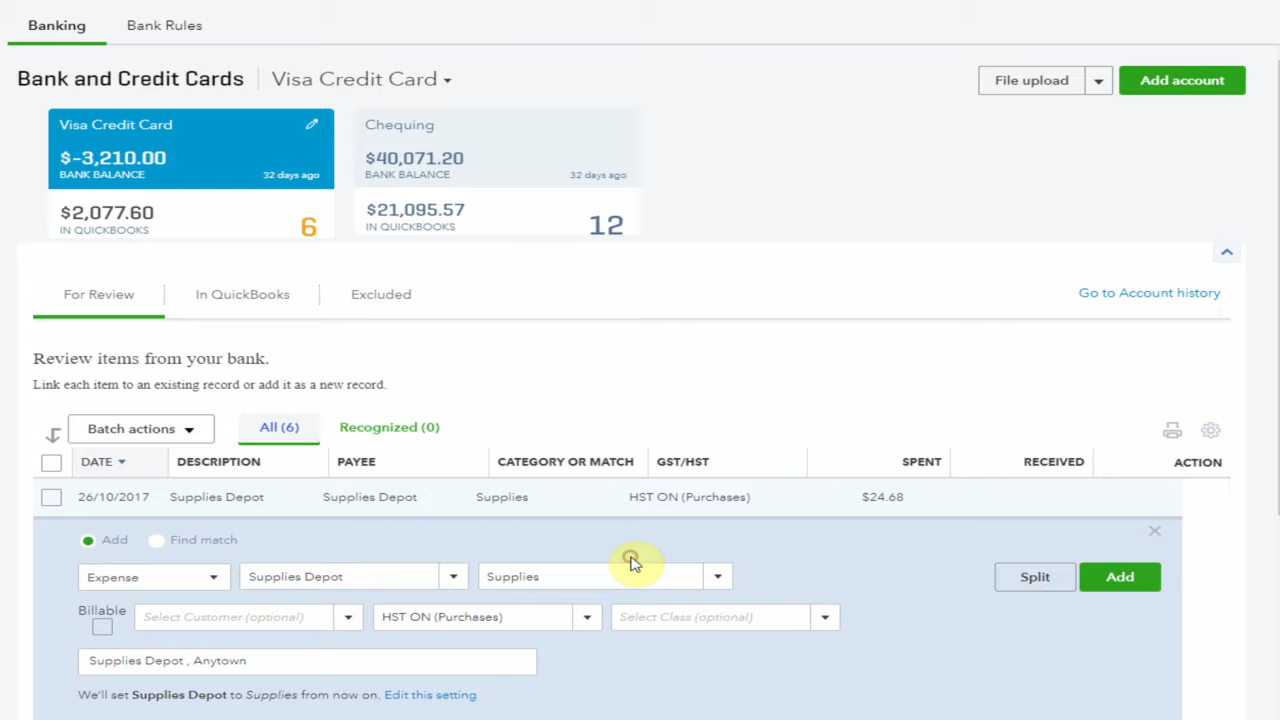 Banking Bank Rules
Bank and Credit Cards Visa Credit Card File upload Add account
Visa Credit Card Chequing
$-3,210.00 $40,071.20
BANK BALANCE 32 days ago BANK BALANCE 32 days ago
$2,077.60 6 $21,095.57 12
IN QUICKBOOKS IN QUICKBOOKS
For Review In QuickBooks Excluded Go to Account history
Review items from your bank.
Link each item to an existing record or add it as a new record.
Batch actions All (6) Recognized (0)
DATE DESCRIPTION PAYEE CATEGORY OR MATCH GST/HST SPENT RECEIVED ACTION
26/10/2017 Supplies Depot Supplies Depot Supplies HST ON (Purchases) $24.68
Add Find match
Expense Supplies Depot Supplies Split Add
Billable Select Customer (optional) HST ON (Purchases) Select Class (optional)
Supplies Depot , Anytown
We'll set Supplies Depot to Supplies from now on. Edit this setting